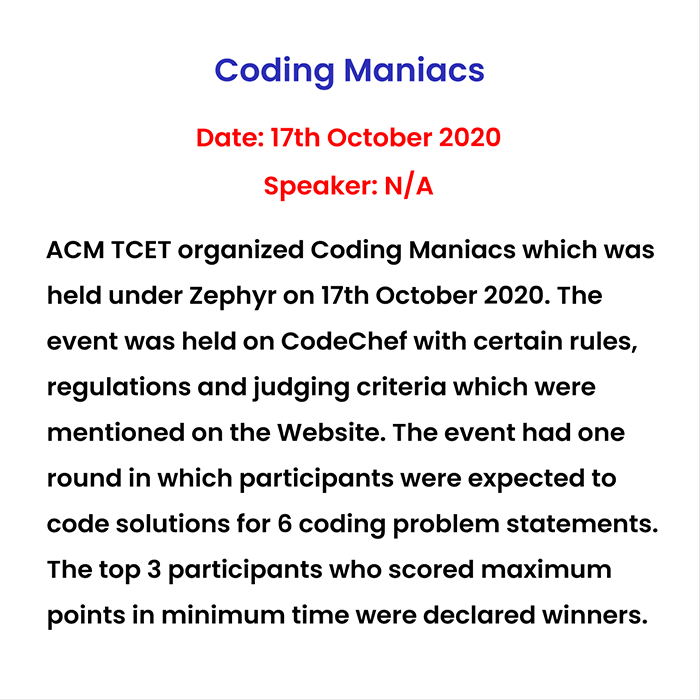 Coding Maniacs
Date: 17th October 2020
Speaker: N/A
ACM TCET organized Coding Maniacs which was
held under Zephyr on 17th October 2020. The
event was held on CodeChef with certain rules,
regulations and judging criteria which were
mentioned on the Website. The event had one
round in which participants were expected to
code solutions for 6 coding problem statements.
The top 3 participants who scored maximum
points in minimum time were declared winners.